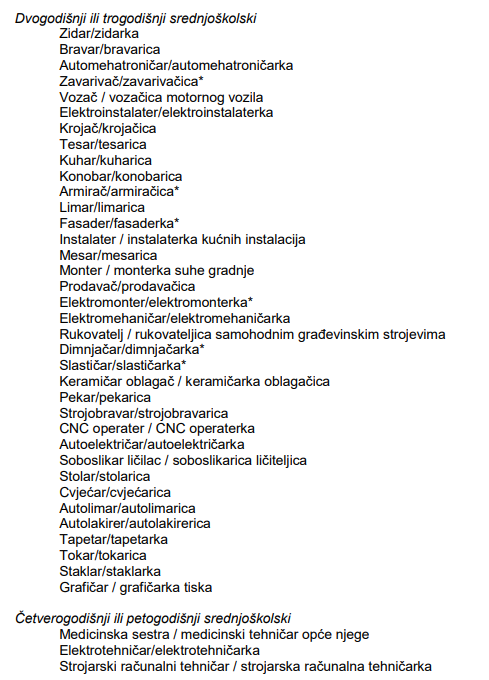 Dvogodišnji ili trogodišnji srednjoškolski
Zidar/zidarka
Bravar/bravarica
Automehatroničar/automehatroničarka
Zavarivač/zavarivačica*
Vozač / vozačica motornog vozila
Elektroinstalater/elektroinstalaterka
Krojač/krojačica
Tesar/tesarica
Kuhar/kuharica
Konobar/konobarica
Armirač/armiračica*
Limar/limarica
Fasader/fasaderka*
Instalater / instalaterka kućnih instalacija
Mesar/mesarica
Monter / monterka suhe gradnje
Prodavač/prodavačica
Elektromonter/elektromonterka*
Elektromehaničar/elektromehaničarka
Rukovatelj / rukovateljica samohodnim građevinskim strojevima
Dimnjačar/dimnjačarka*
Slastičar/slastičarka*
Keramičar oblagač / keramičarka oblagačica
Pekar/pekarica
Strojobravar/strojobravarica
CNC operater / CNC operaterka
Autoelektričar/autoelektričarka
Soboslikar ličilac / soboslikarica ličiteljica
Stolar/stolarica
Cvjećar/cvjećarica
Autolimar/autolimarica
Autolakirer/autolakirerica
Tapetar/tapetarka
Tokar/tokarica
Staklar/staklarka
Grafičar / grafičarka tiska
Četverogodišnji ili petogodišnji srednjoškolski
Medicinska sestra / medicinski tehničar opće njege
Elektrotehničar/elektrotehničarka
Strojarski računalni tehničar / strojarska računalna tehničarka